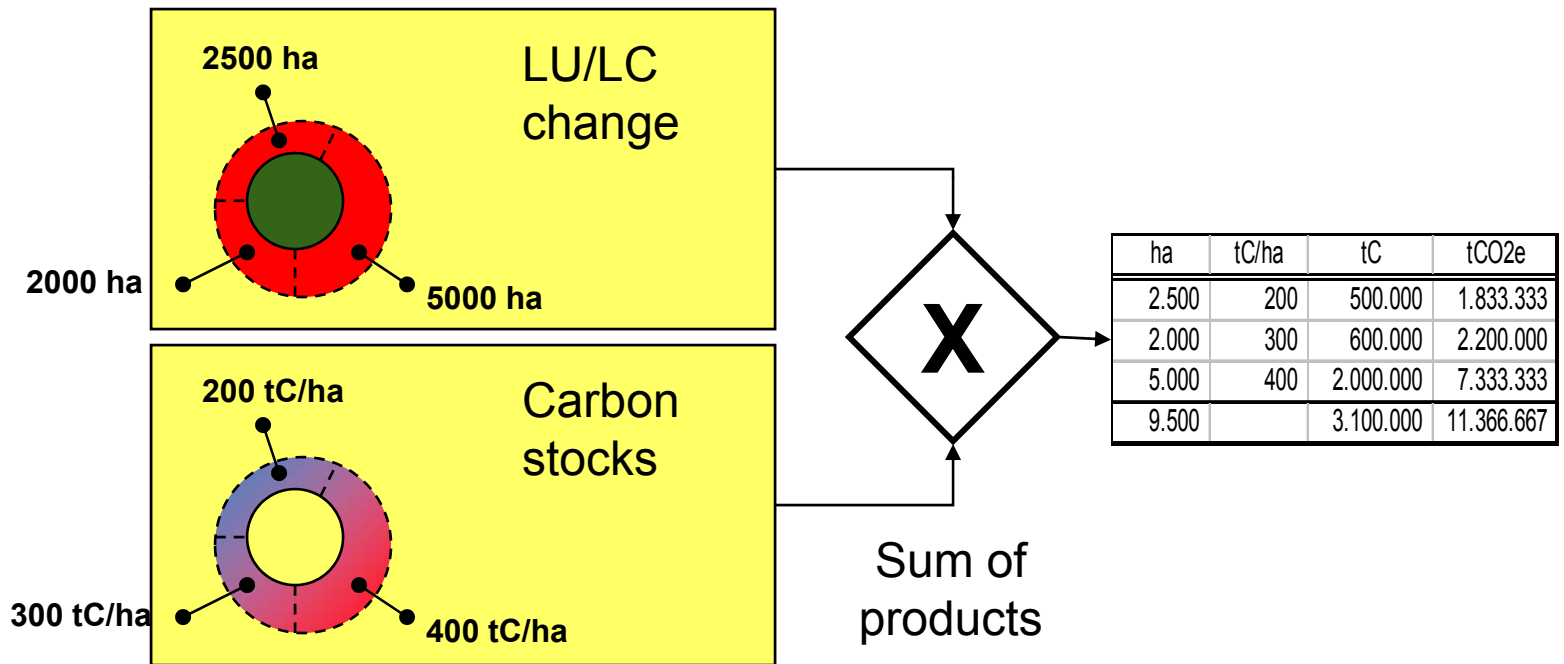 2500 ha
LU/LC
change
2000 ha
5000 ha
200 tC/ha
Carbon
stocks
300 tC/ha
400 tC/ha
X
Sum of
products
ha tC/ha tC tCO2e
2.500 200 500.000 1.833.333
2.000 300 600.000 2.200.000
5.000 400 2.000.000 7.333.333
9.500 3.100.000 11.366.667